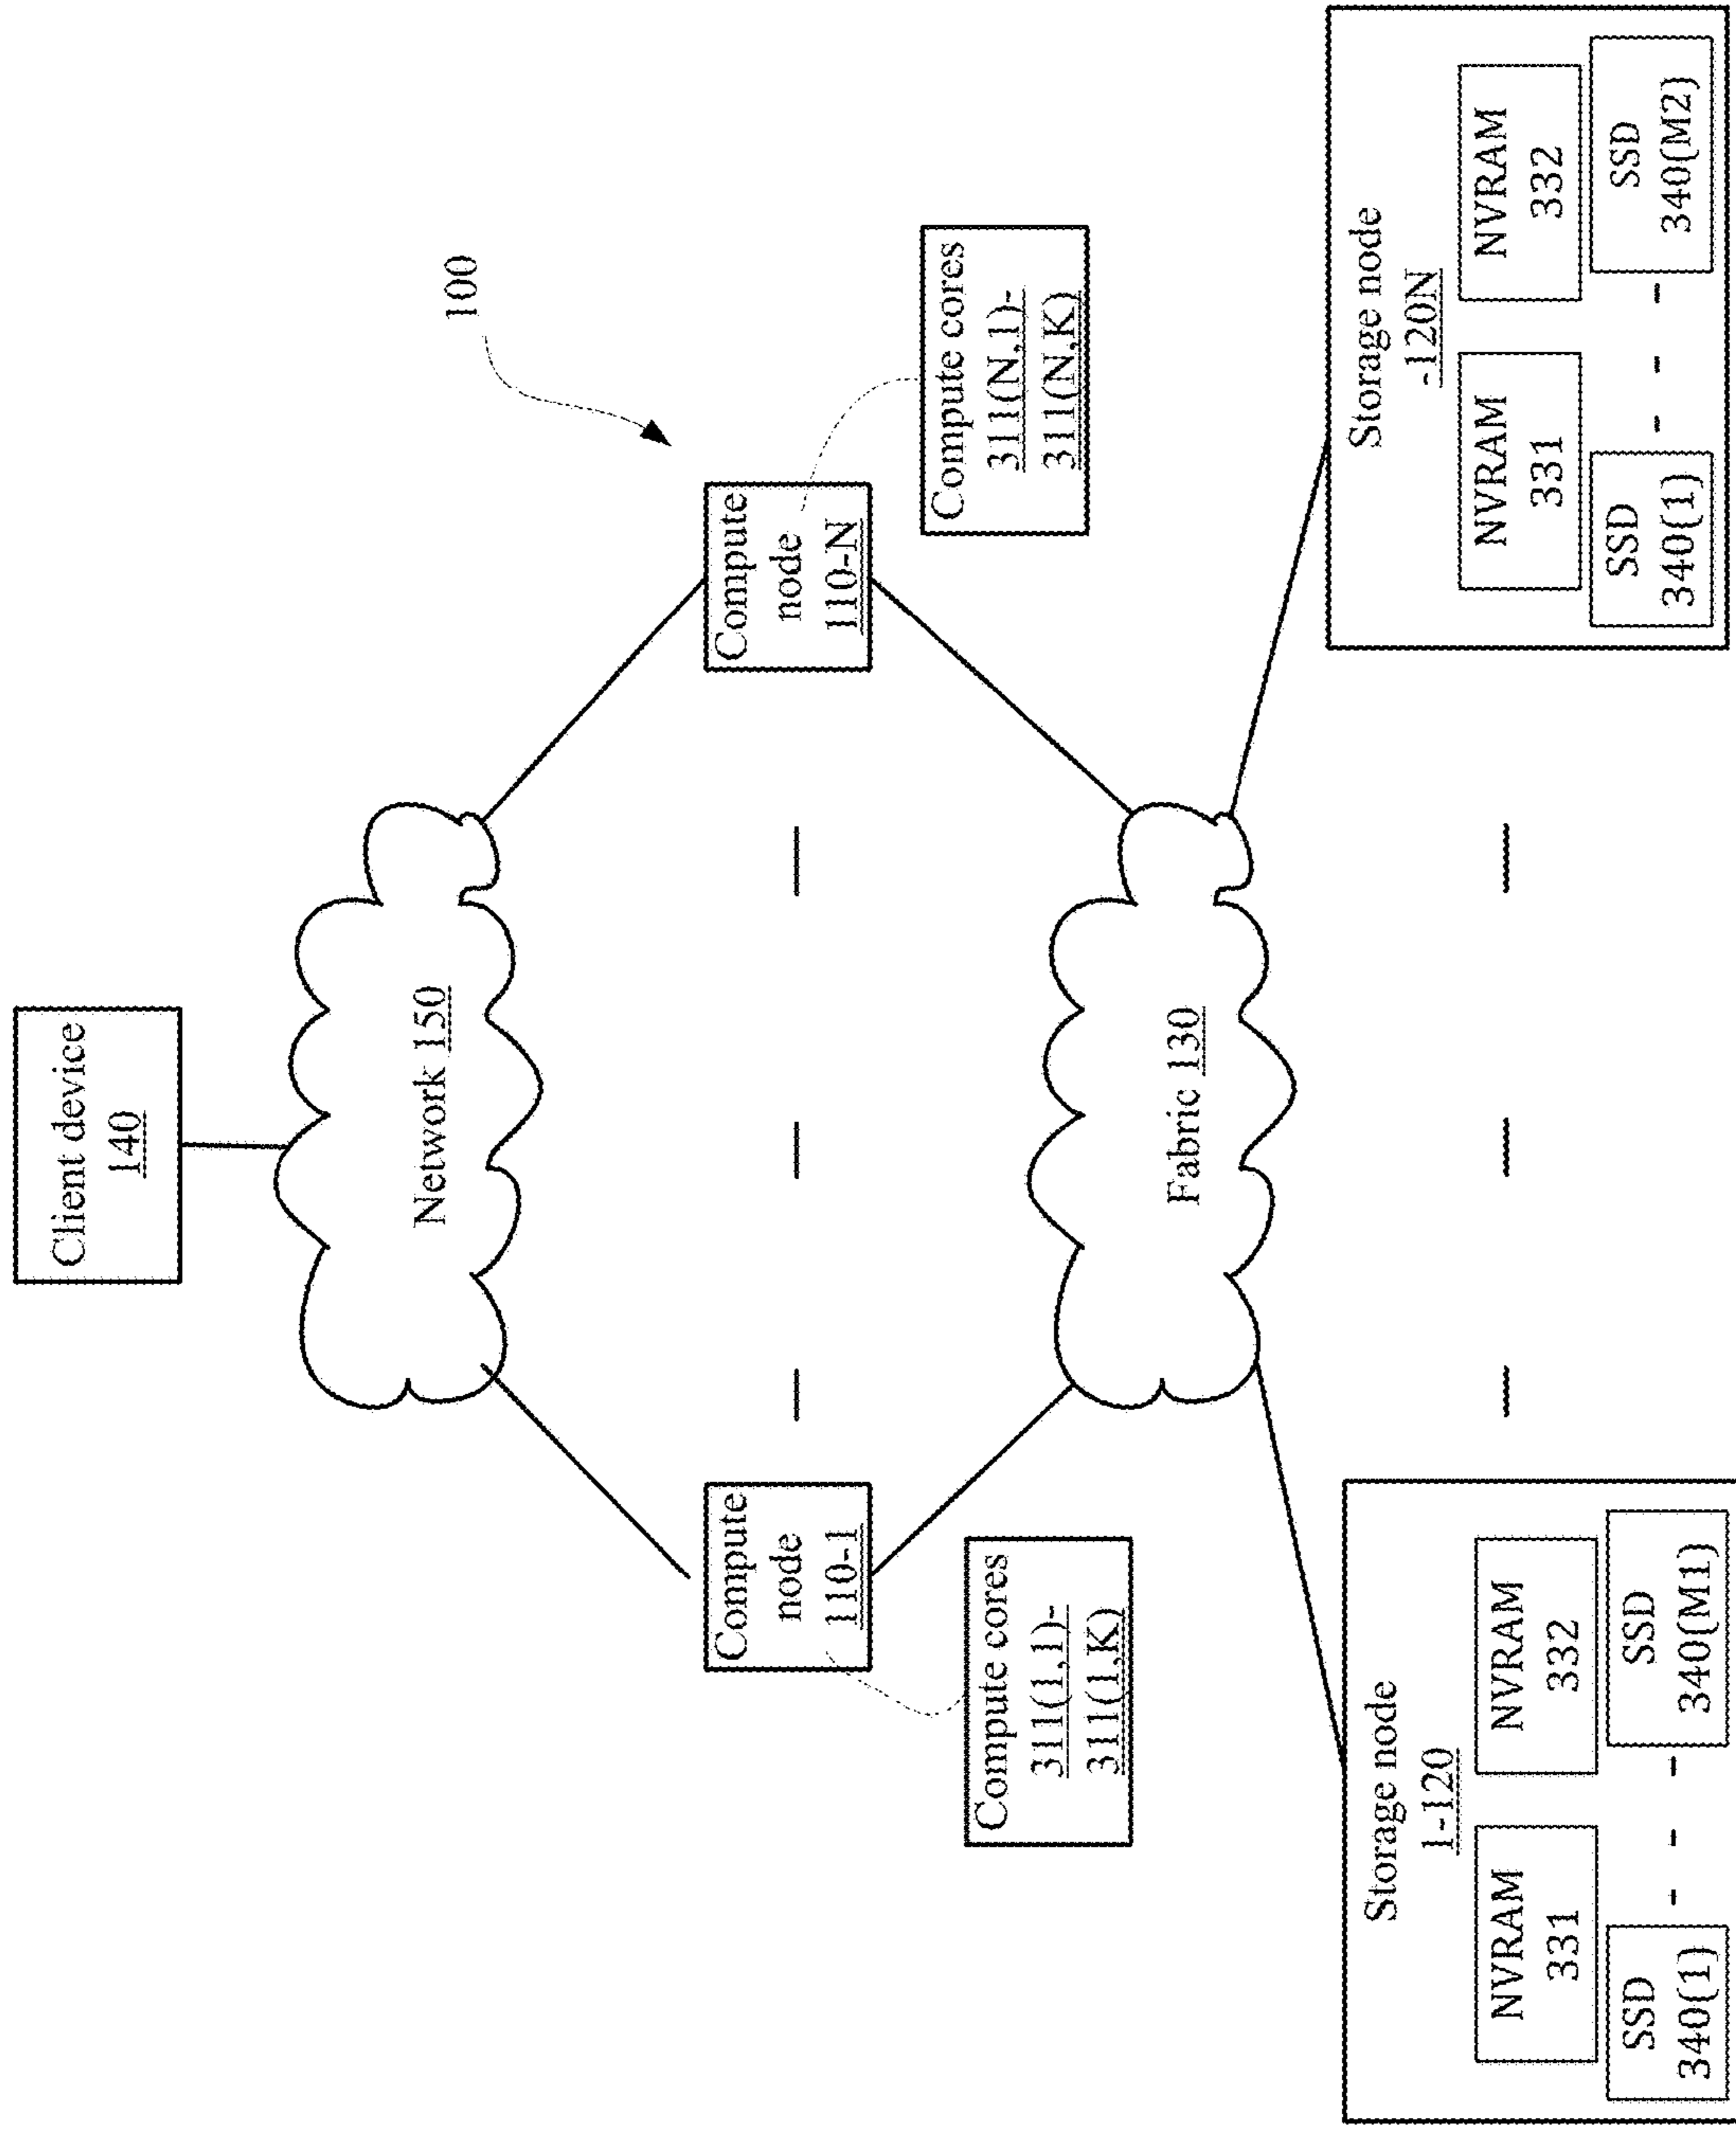 Client device
140
Network 150
100
Compute
node
110-1
Compute
node
110-N
Compute cores
311(1,1)-
311(1,K)
Compute cores
311(N,1)-
311(N,K)
Fabric 130
Storage node
1-120
NVRAM
331
NVRAM
332
SSD
340(1)
SSD
340(M1)
Storage node
-120N
NVRAM
331
NVRAM
332
SSD
340(1)
SSD
340(M2)